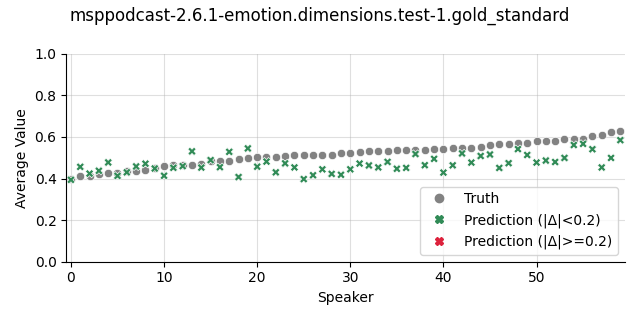 msppodcast-2.6.1-emotion.dimensions.test-1.gold_standard
1.0
0.8
0.6
0.4
0.2
0.0
Average Value
0
10
20
30
40
50
Speaker
Truth
Prediction (|Δ|<0.2)
Prediction (|Δ|>=0.2)